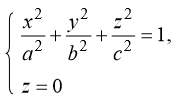 x²/a² + y²/b² + z²/c² = 1,
z = 0